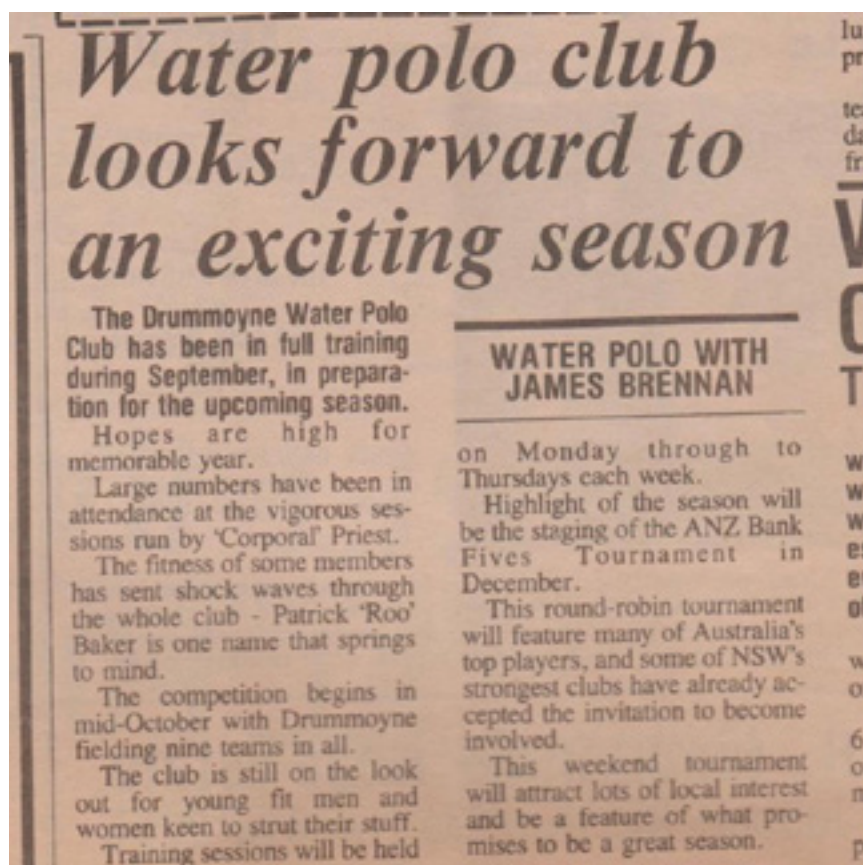 Water polo club
looks forward to
an exciting season
The Drummoyne Water Polo
Club has been in full training
during September, in prepara-
tion for the upcoming season.
Hopes are high for
memorable year.
Large numbers have been in
attendance at the vigorous ses-
sions run by 'Corporal' Priest.
The fitness of some members
has sent shock waves through
the whole club - Patrick 'Roo'
Baker is one name that springs
to mind.
The competition begins in
mid-October with Drummoyne
fielding nine teams in all.
The club is still on the look
out for young fit men and
women keen to strut their stuff.
Training sessions will be held
WATER POLO WITH
JAMES BRENNAN
on Monday through to
Thursdays each week.
Highlight of the season will
be the staging of the ANZ Bank
Fives Tournament in
December.
This round-robin tournament
will feature many of Australia's
top players, and some of NSW's
strongest clubs have already ac-
cepted the invitation to become
involved.
This weekend tournament
will attract lots of local interest
and be a feature of what pro-
mises to be a great season.